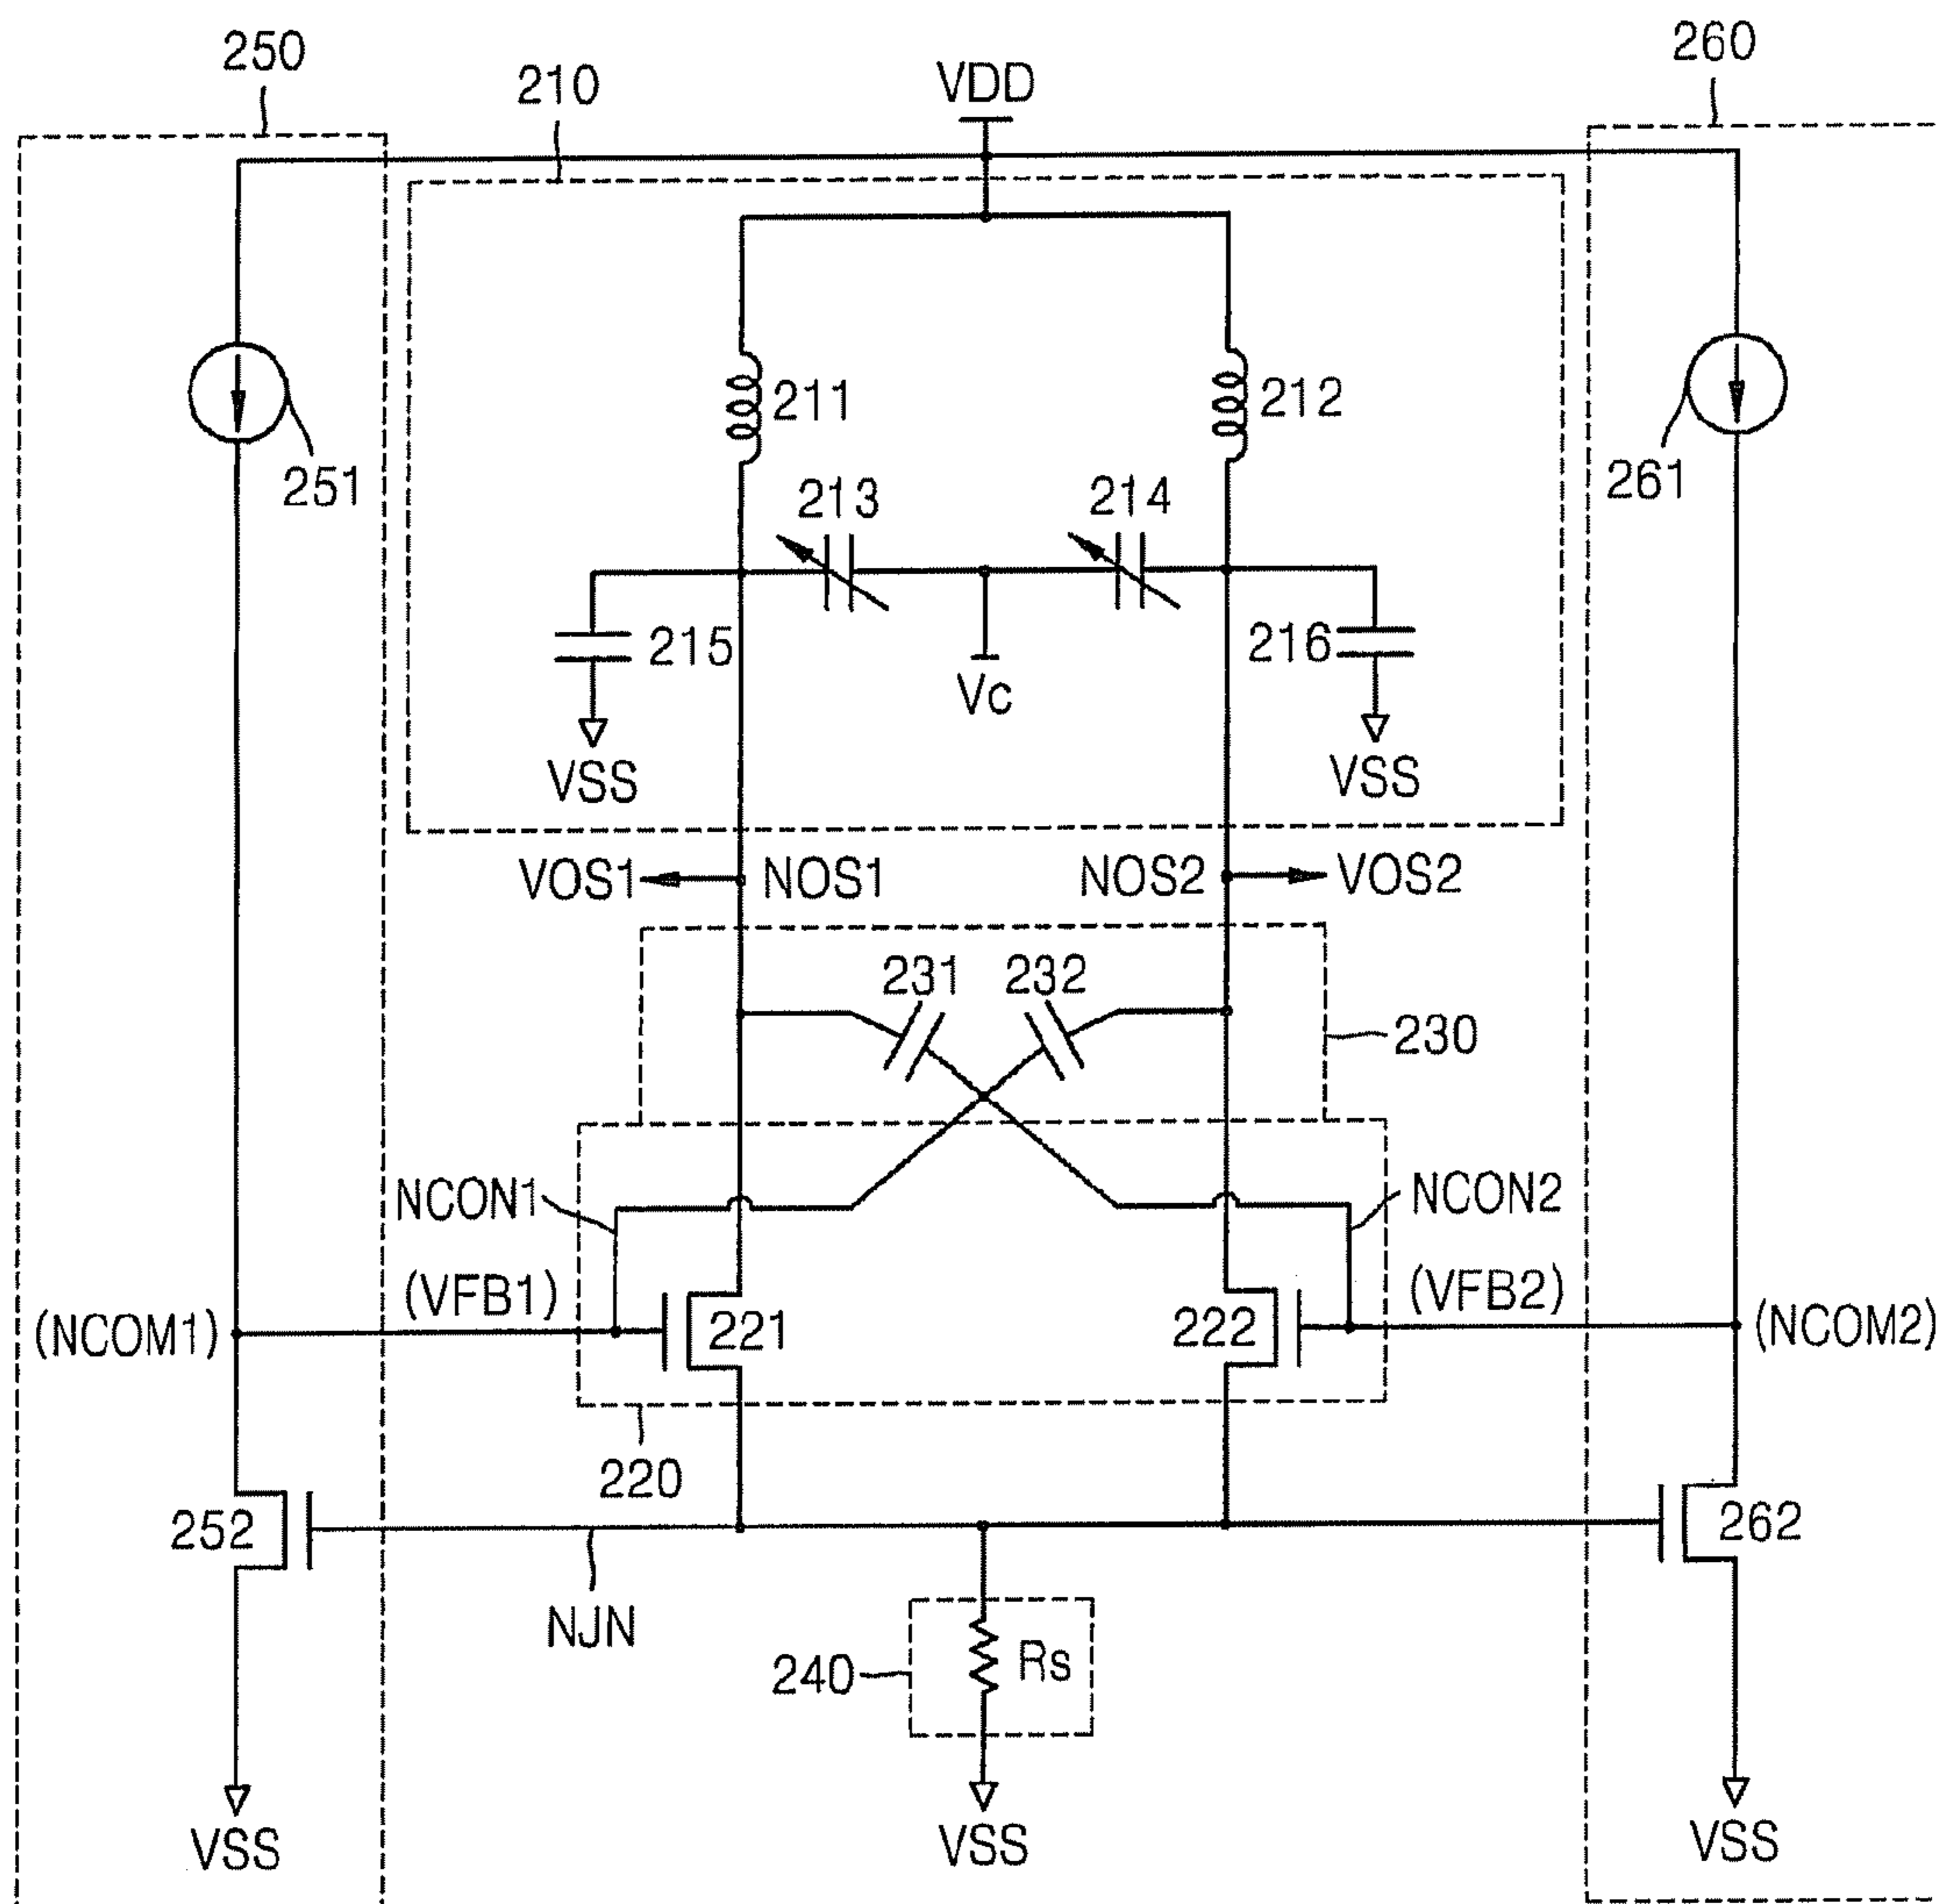 250
210
VDD
260
211
212
251
261
213
214
215
216
Vc
VSS
VSS
VOS1
NOS1
NOS2
VOS2
231
232
230
NCON1
NCON2
(VFB1)
(VFB2)
(NCOM1)
221
222
(NCOM2)
220
252
262
NJN
240
Rs
VSS
VSS
VSS